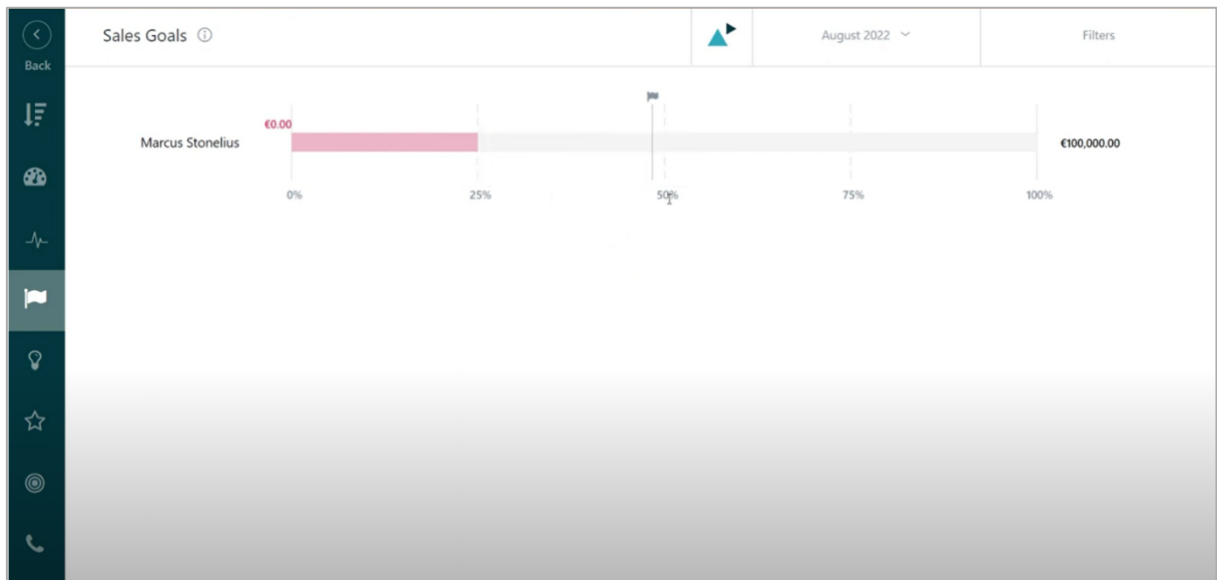 Back
Sales Goals
August 2022
Filters
€0.00
Marcus Stonelius
€100,000.00
0%
25%
50%
75%
100%